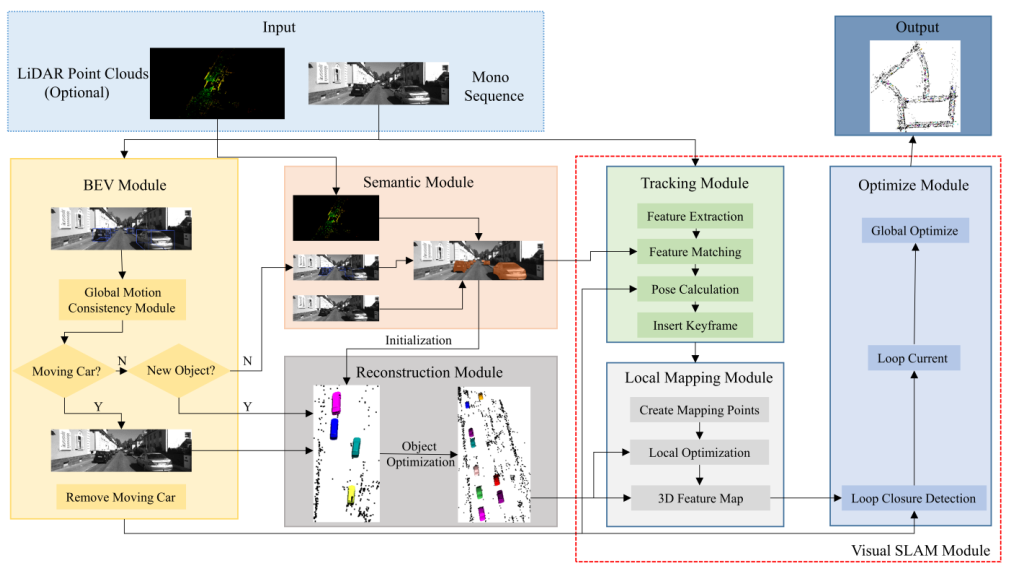 Input
LiDAR Point Clouds
(Optional)
Mono
Sequence
Output
BEV Module
Global Motion
Consistency Module
Moving Car?
N
New Object?
N
Y
Y
Remove Moving Car
Semantic Module
Initialization
Reconstruction Module
Object
Optimization
Tracking Module
Feature Extraction
Feature Matching
Pose Calculation
Insert Keyframe
Local Mapping Module
Create Mapping Points
Local Optimization
3D Feature Map
Optimize Module
Global Optimize
Loop Current
Loop Closure Detection
Visual SLAM Module